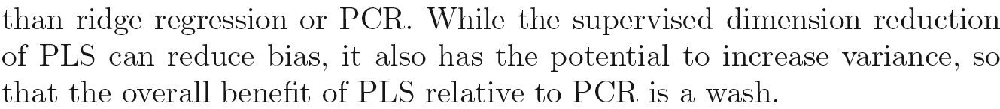 than ridge regression or PCR. While the supervised dimension reduction
of PLS can reduce bias, it also has the potential to increase variance, so
that the overall benefit of PLS relative to PCR is a wash.